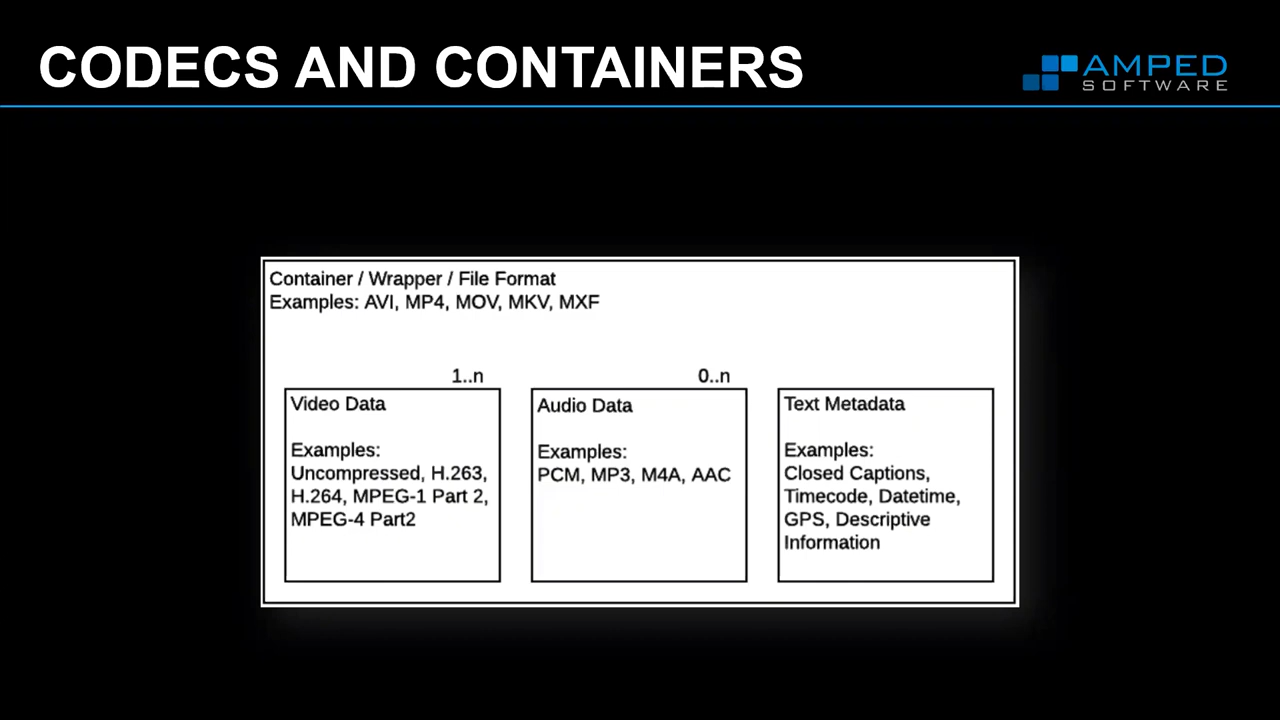 CODECS AND CONTAINERS
AMPED
SOFTWARE
Container / Wrapper / File Format
Examples: AVI, MP4, MOV, MKV, MXF
1..n
Video Data
Examples:
Uncompressed, H.263,
H.264, MPEG-1 Part 2,
MPEG-4 Part2
0..n
Audio Data
Examples:
PCM, MP3, M4A, AAC
Text Metadata
Examples:
Closed Captions,
Timecode, Datetime,
GPS, Descriptive
Information